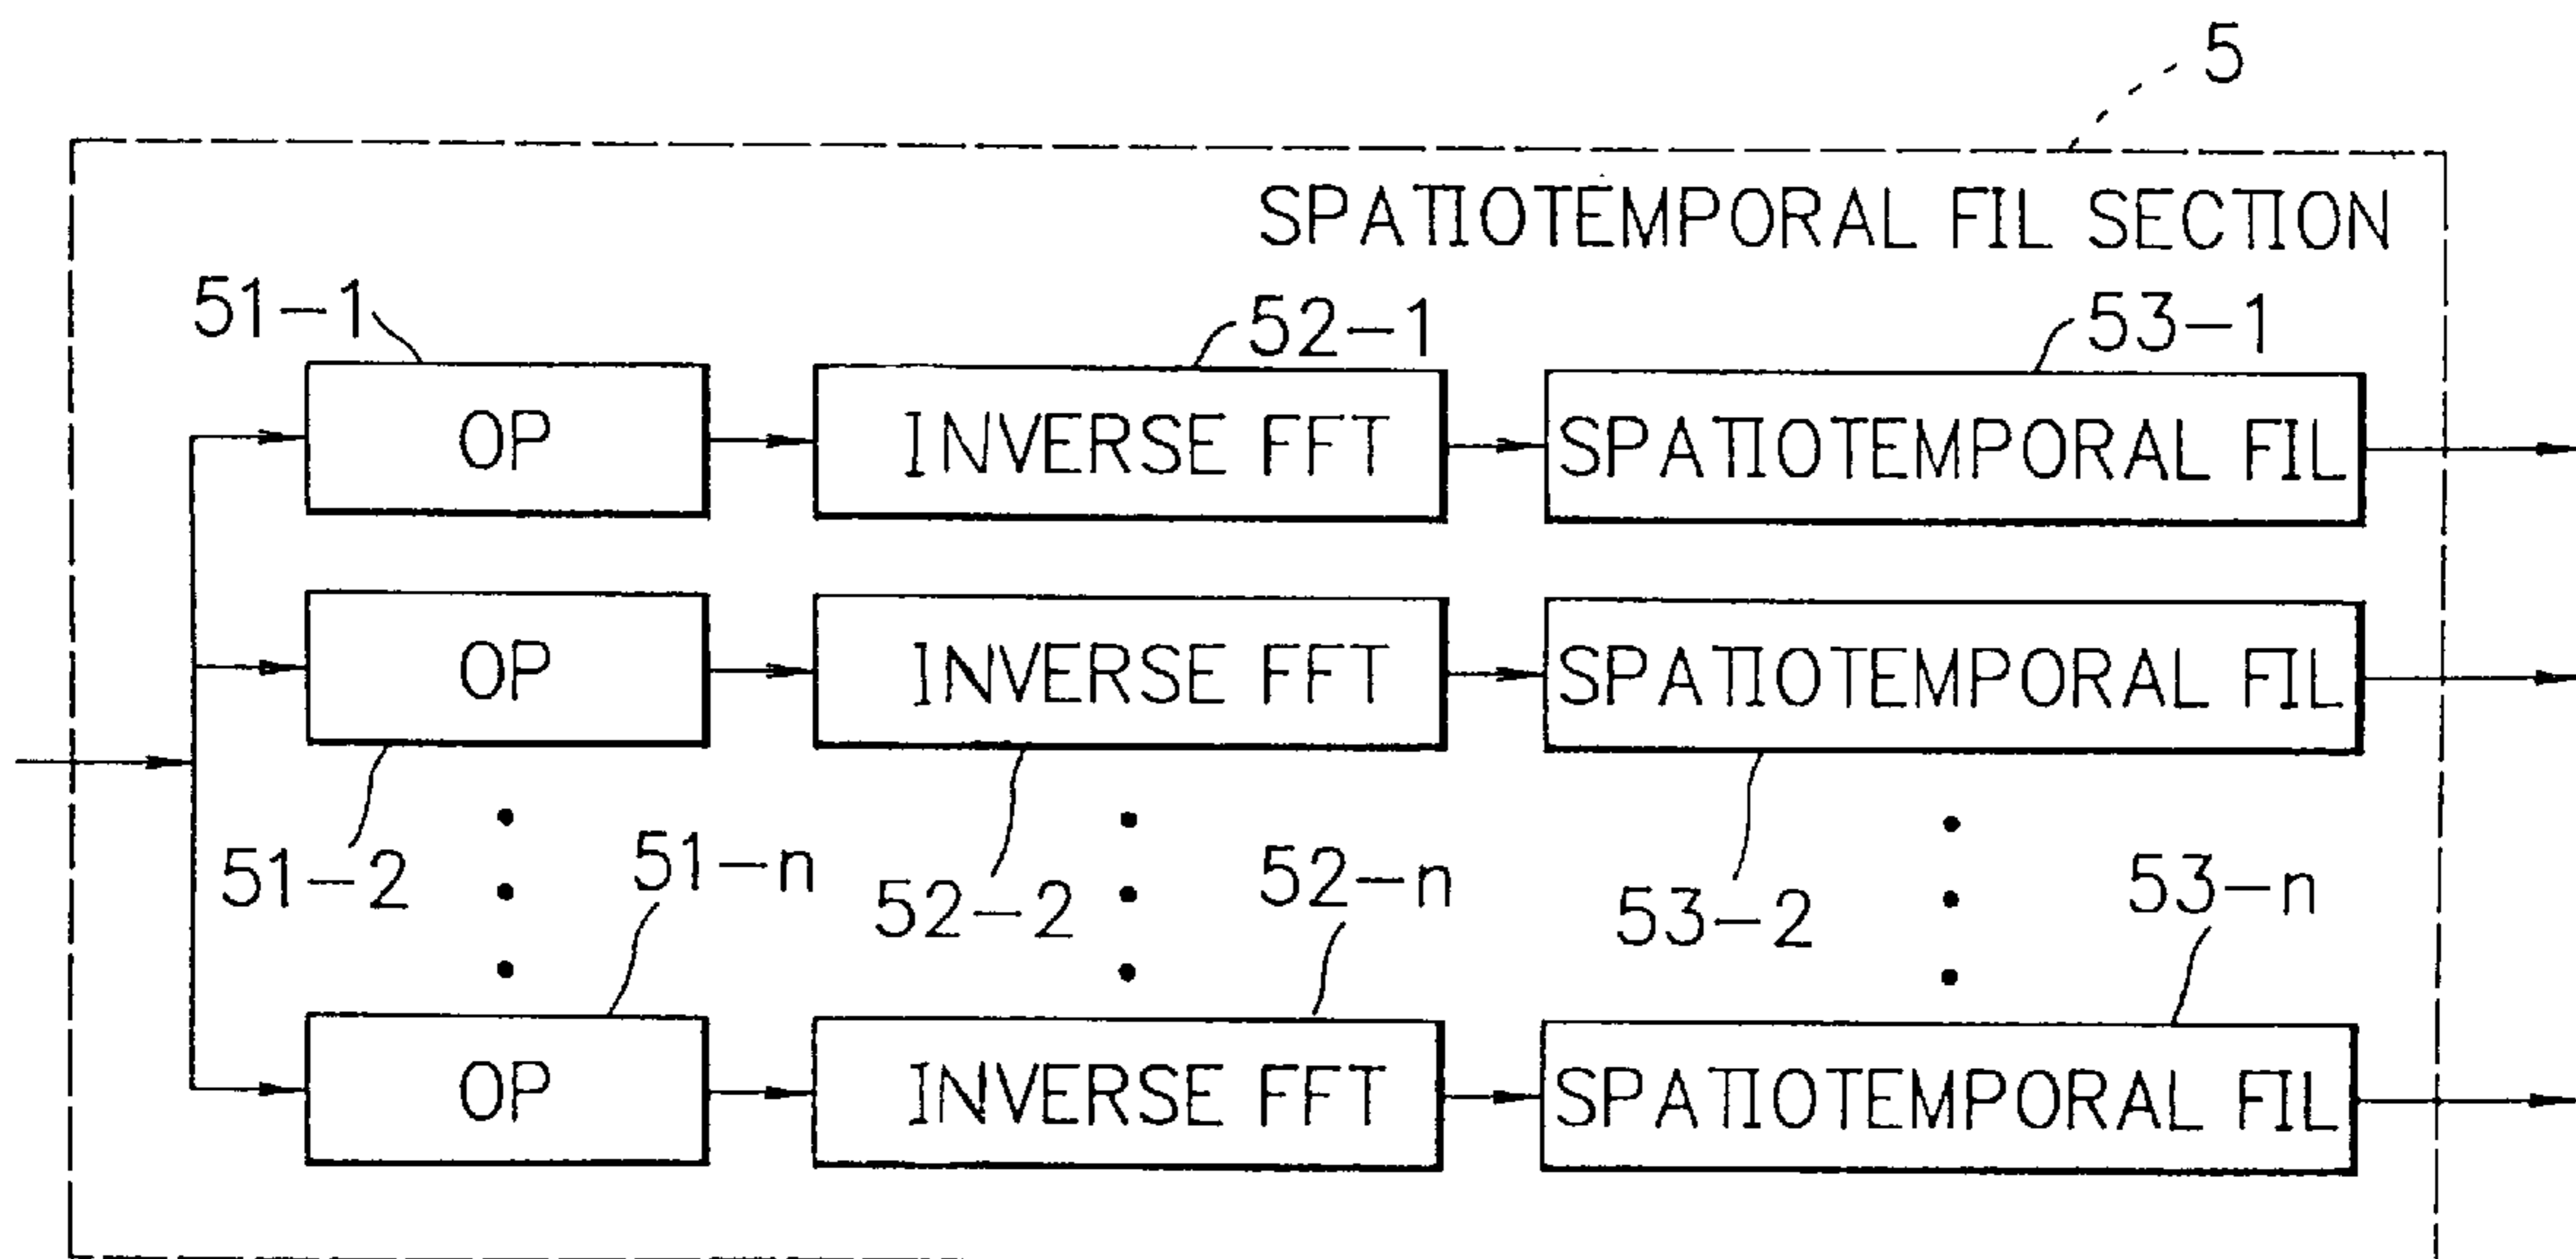 5
SPATIOTEMPORAL FIL SECTION
51-1
52-1
53-1
OP
INVERSE FFT
SPATIOTEMPORAL FIL
OP
INVERSE FFT
SPATIOTEMPORAL FIL
51-2
51-n
52-2
52-n
53-2
53-n
OP
INVERSE FFT
SPATIOTEMPORAL FIL